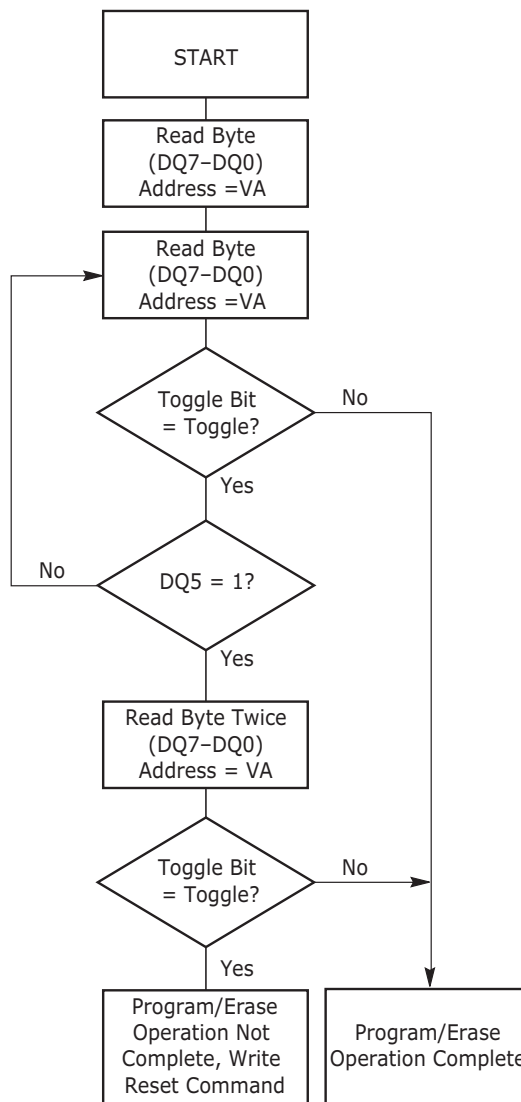 START
Read Byte
(DQ7–DQ0)
Address =VA
Read Byte
(DQ7–DQ0)
Address =VA
Toggle Bit
= Toggle?
No
Yes
No
DQ5 = 1?
Yes
Read Byte Twice
(DQ7–DQ0)
Address = VA
Toggle Bit
= Toggle?
No
Yes
Program/Erase
Operation Not
Complete, Write
Reset Command
Program/Erase
Operation Complete